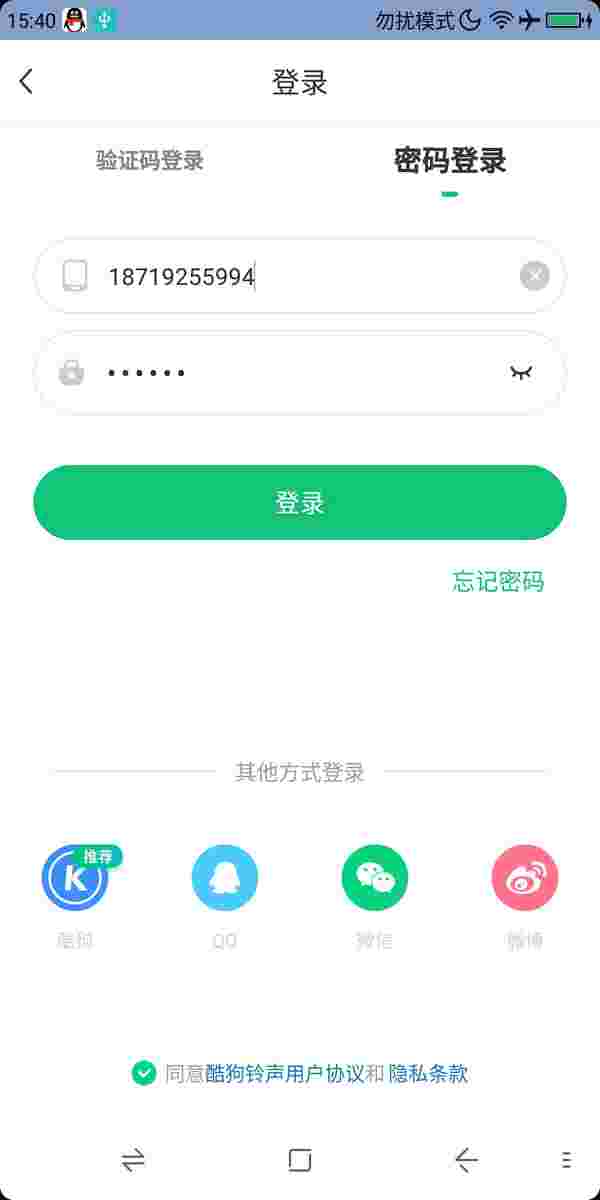 15:40 勿扰模式
登录
验证码登录 密码登录
18719255994
••••••
登录
忘记密码
其他方式登录
推荐
酷狗 QQ 微信 微博
同意酷狗铃声用户协议和 隐私条款